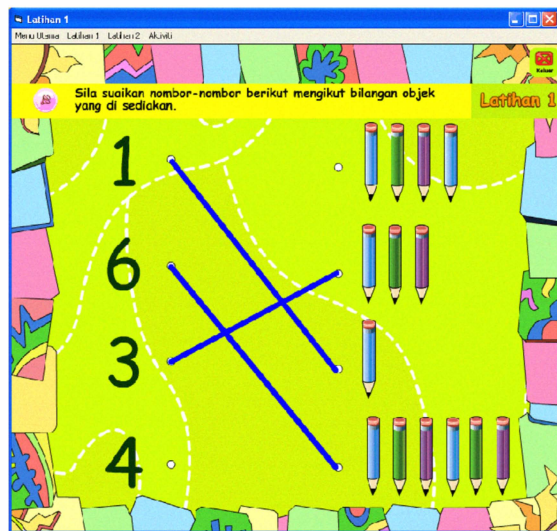 Latihan 1
Menu Utama Latihan 1 Latihan 2 Aktiviti
Keluar
Sila suaikan nombor-nombor berikut mengikut bilangan objek
yang di sediakan.
Latihan 1
1
6
3
4